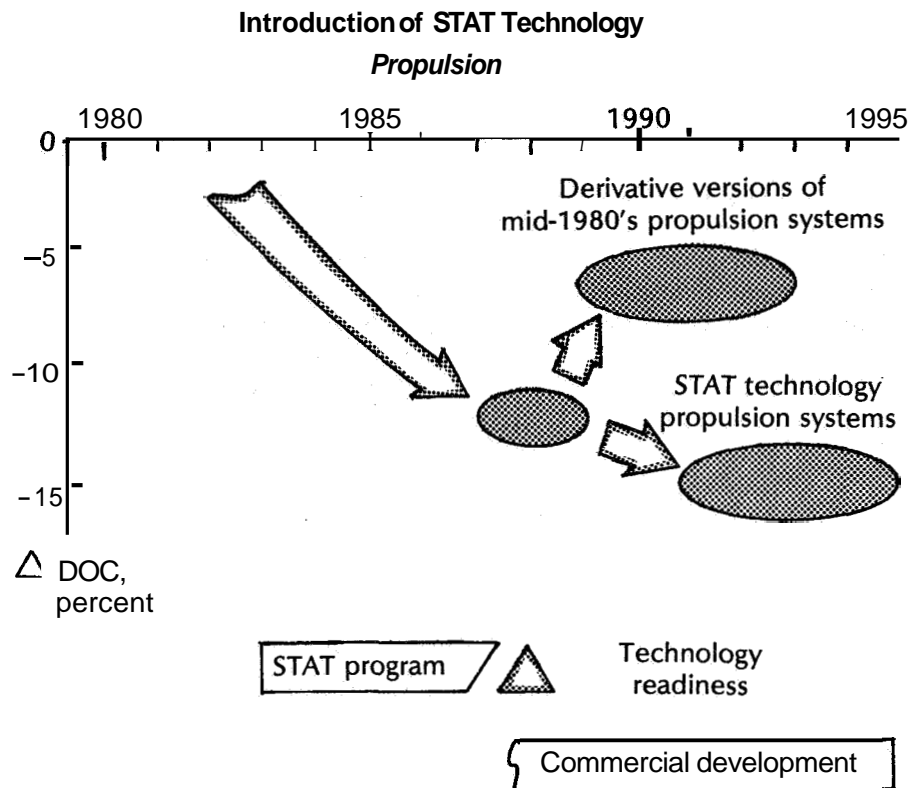 Introduction of STAT Technology
Propulsion
1980 1985 1990 1995
0
Derivative versions of
mid-1980's propulsion systems
-5
-10
STAT technology
propulsion systems
-15
△ DOC,
percent
STAT program
Technology
readiness
Commercial development